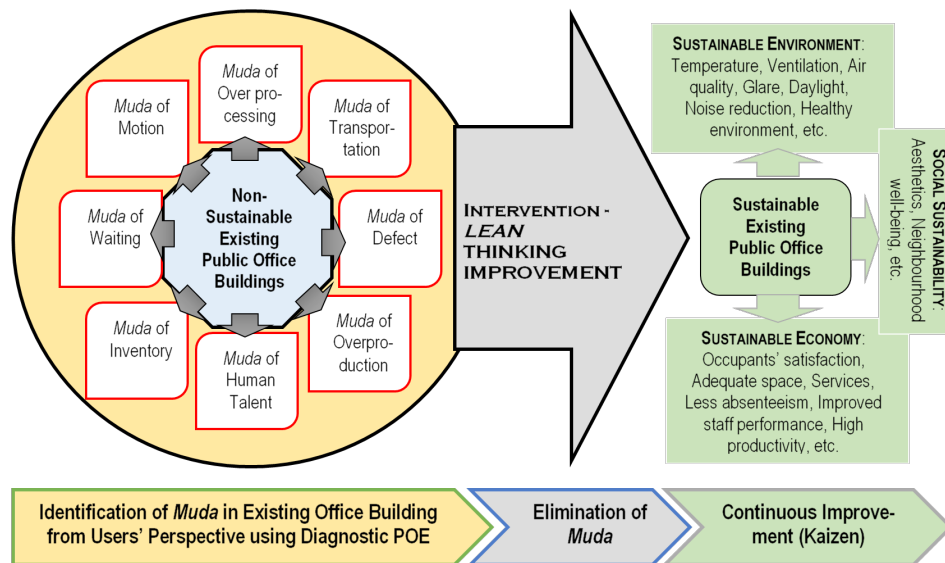 Muda of
Over pro-
cessing
Muda of
Motion
Muda of
Transpor-
tation
Muda of
Waiting
Non-
Sustainable
Existing
Public Office
Buildings
Muda of
Defect
Muda of
Inventory
Muda of
Human
Talent
Muda of
Overpro-
duction
INTERVENTION -
LEAN
THINKING
IMPROVEMENT
SUSTAINABLE ENVIRONMENT:
Temperature, Ventilation, Air
quality, Glare, Daylight,
Noise reduction, Healthy
environment, etc.
Sustainable
Existing
Public Office
Buildings
SOCIAL SUSTAINABILITY:
Aesthetics, Neighbourhood
well-being, etc.
SUSTAINABLE ECONOMY:
Occupants' satisfaction,
Adequate space, Services,
Less absenteeism, Improved
staff performance, High
productivity, etc.
Identification of Muda in Existing Office Building
from Users' Perspective using Diagnostic POE
Elimination of
Muda
Continuous Improve-
ment (Kaizen)